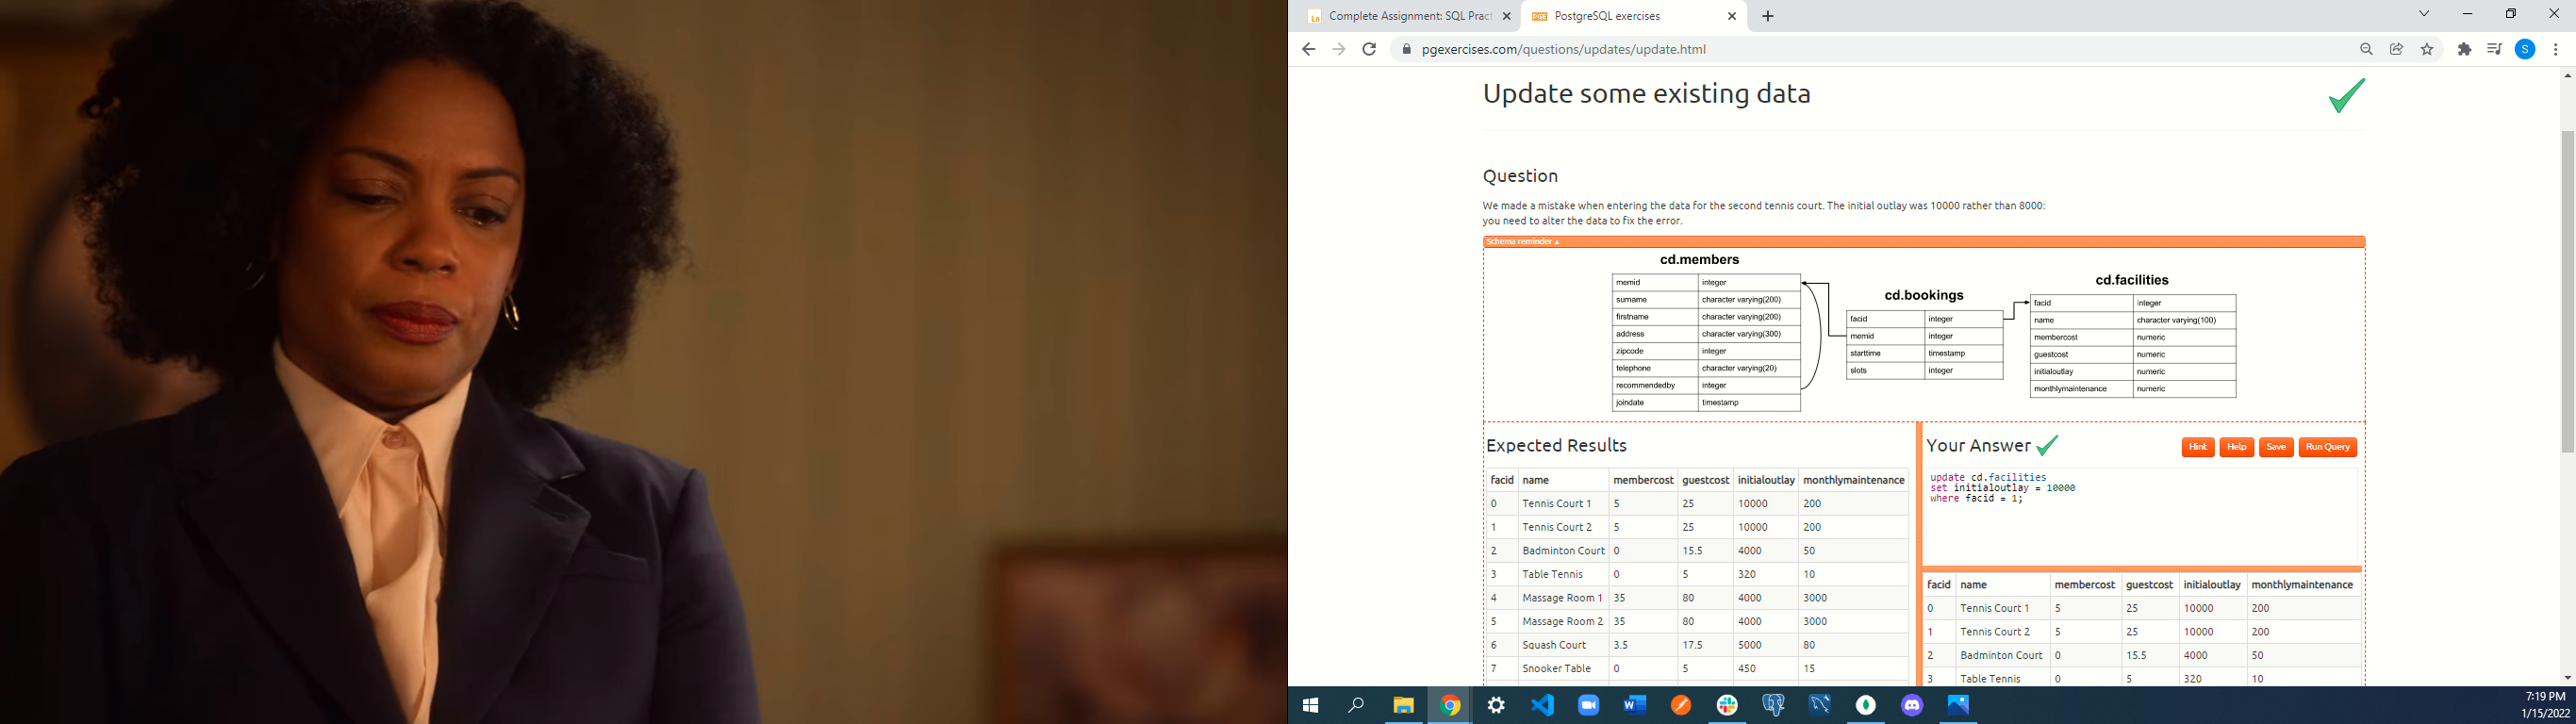 Complete Assignment: SQL Pract
PostgreSQL exercises
pgexercises.com/questions/updates/update.html
S
Update some existing data
Question
We made a mistake when entering the data for the second tennis court. The initial outlay was 10000 rather than 8000:
you need to alter the data to fix the error.
Schema reminder
cd.members
memid integer
surname character varying(200)
firstname character varying(200)
address character varying(300)
zipcode integer
telephone character varying(20)
recommendedby integer
joindate timestamp
cd.bookings
facid integer
memid integer
starttime timestamp
slots integer
cd.facilities
facid integer
name character varying(100)
membercost numeric
guestcost numeric
initialoutlay numeric
monthlymaintenance numeric
Expected Results
facid name membercost guestcost initialoutlay monthlymaintenance
0 Tennis Court 1 5 25 10000 200
1 Tennis Court 2 5 25 10000 200
2 Badminton Court 0 15.5 4000 50
3 Table Tennis 0 5 320 10
4 Massage Room 1 35 80 4000 3000
5 Massage Room 2 35 80 4000 3000
6 Squash Court 3.5 17.5 5000 80
7 Snooker Table 0 5 450 15
Your Answer
Hint Help Save Run Query
update cd.facilities
set initialoutlay = 10000
where facid = 1;
facid name membercost guestcost initialoutlay monthlymaintenance
0 Tennis Court 1 5 25 10000 200
1 Tennis Court 2 5 25 10000 200
2 Badminton Court 0 15.5 4000 50
3 Table Tennis 0 5 320 10
7:19 PM
1/15/2022